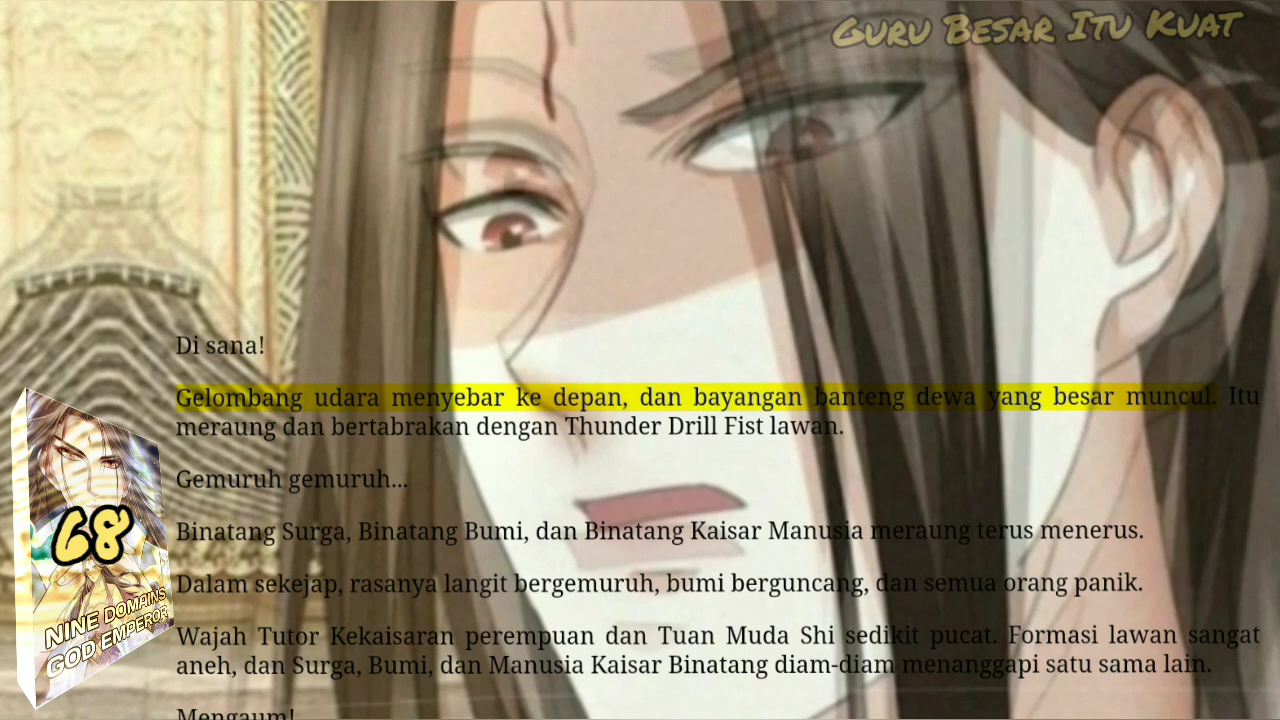 Guru Besar Itu Kuat
Di sana!
Gelombang udara menyebar ke depan, dan bayangan banteng dewa yang besar muncul. Itu
meraung dan bertabrakan dengan Thunder Drill Fist lawan.
Gemuruh gemuruh...
Binatang Surga, Binatang Bumi, dan Binatang Kaisar Manusia meraung terus menerus.
Dalam sekejap, rasanya langit bergemuruh, bumi berguncang, dan semua orang panik.
Wajah Tutor Kekaisaran perempuan dan Tuan Muda Shi sedikit pucat. Formasi lawan sangat
aneh, dan Surga, Bumi, dan Manusia Kaisar Binatang diam-diam menanggapi satu sama lain.
Mengaum!
68
NINE DOMAINS
GOD EMPEROR